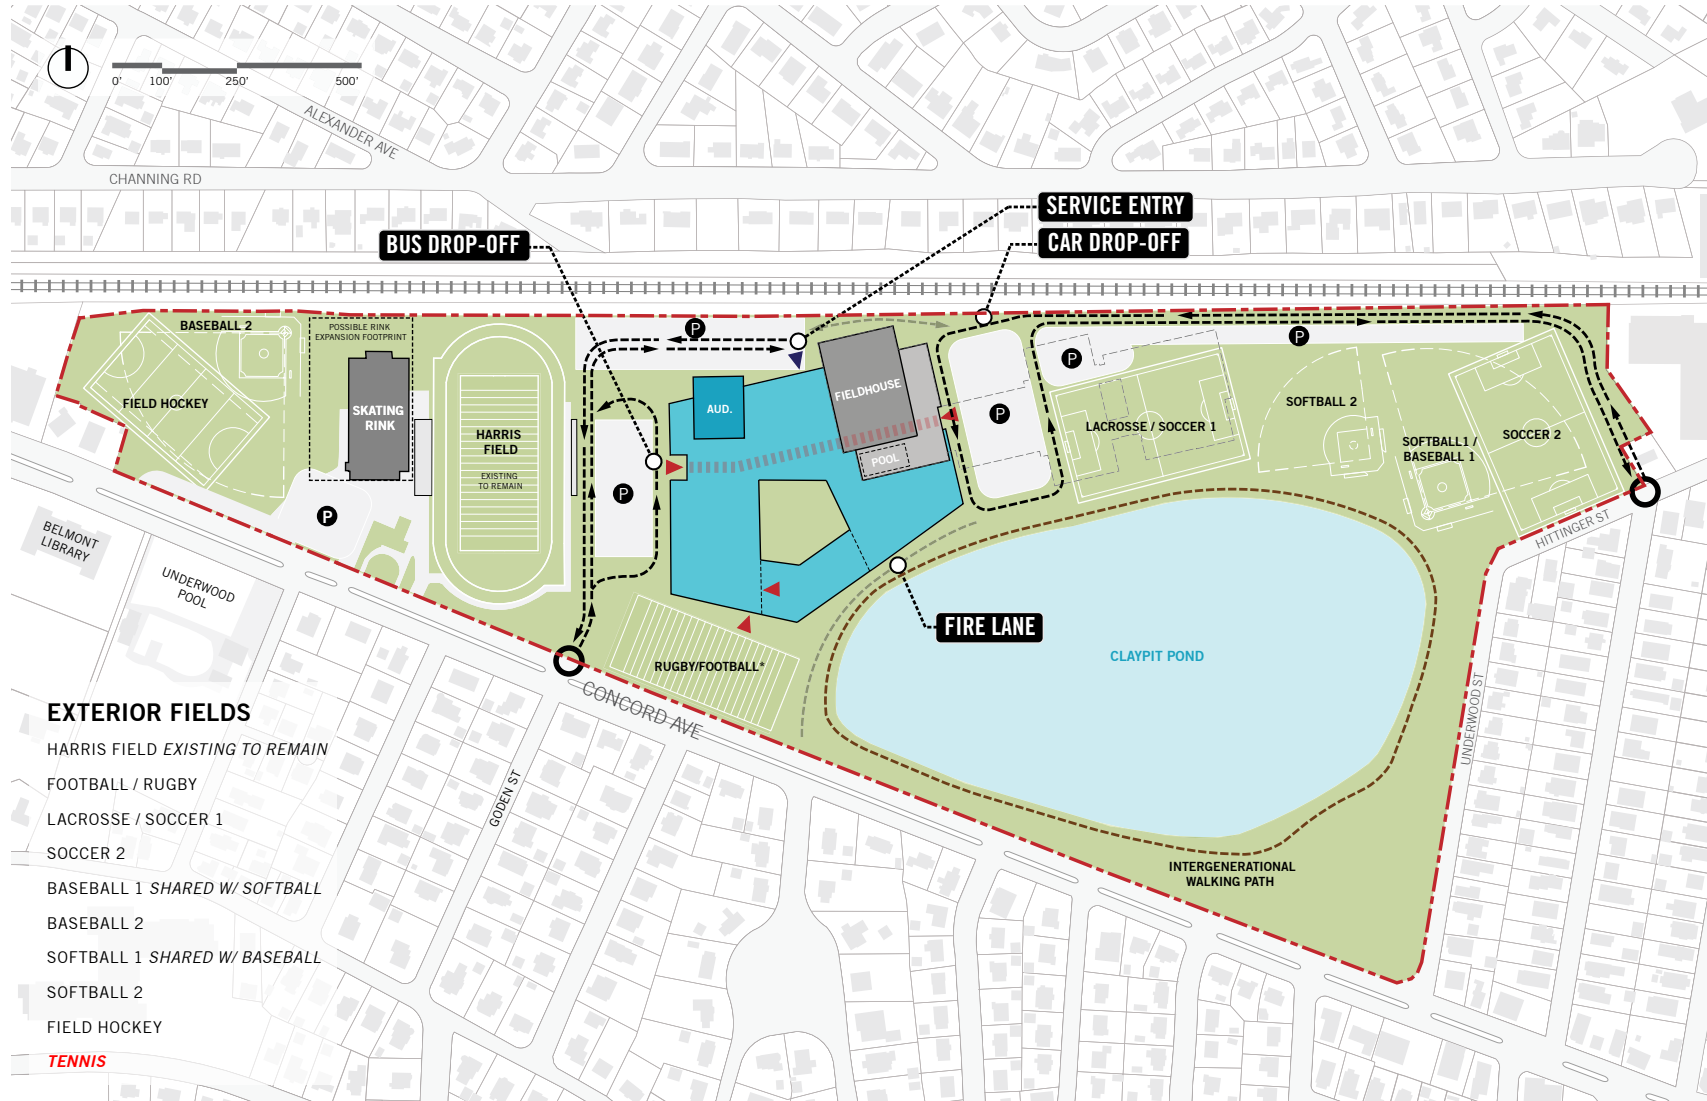 0' 100' 250' 500'
ALEXANDER AVE
CHANNING RD
SERVICE ENTRY
CAR DROP-OFF
BUS DROP-OFF
BASEBALL 2
POSSIBLE RINK
EXPANSION FOOTPRINT
P
P
P
FIELD HOCKEY
SKATING
RINK
HARRIS
FIELD
EXISTING
TO REMAIN
AUD.
FIELDHOUSE
POOL
P
P
P
LACROSSE / SOCCER 1
SOFTBALL 2
SOFTBALL1 /
BASEBALL 1
SOCCER 2
BELMONT
LIBRARY
UNDERWOOD
POOL
HITTINGER ST
FIRE LANE
CLAYPIT POND
RUGBY/FOOTBALL*
CONCORD AVE
UNDERWOOD ST
GODEN ST
INTERGENERATIONAL
WALKING PATH
EXTERIOR FIELDS
HARRIS FIELD EXISTING TO REMAIN
FOOTBALL / RUGBY
LACROSSE / SOCCER 1
SOCCER 2
BASEBALL 1 SHARED W/ SOFTBALL
BASEBALL 2
SOFTBALL 1 SHARED W/ BASEBALL
SOFTBALL 2
FIELD HOCKEY
TENNIS